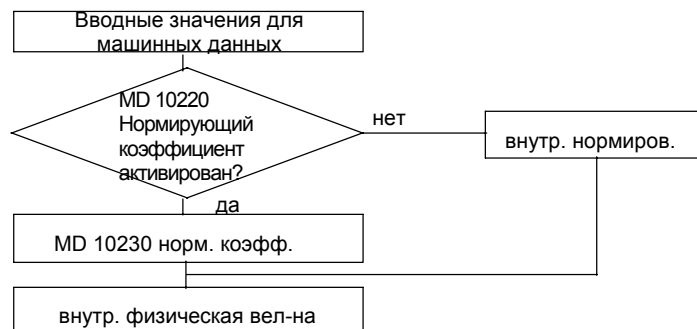 Вводные значения для
машинных данных
MD 10220
Нормирующий
коэффициент
активирован?
нет
внутр. нормиров.
да
MD 10230 норм. коэфф.
внутр. физическая вел-на